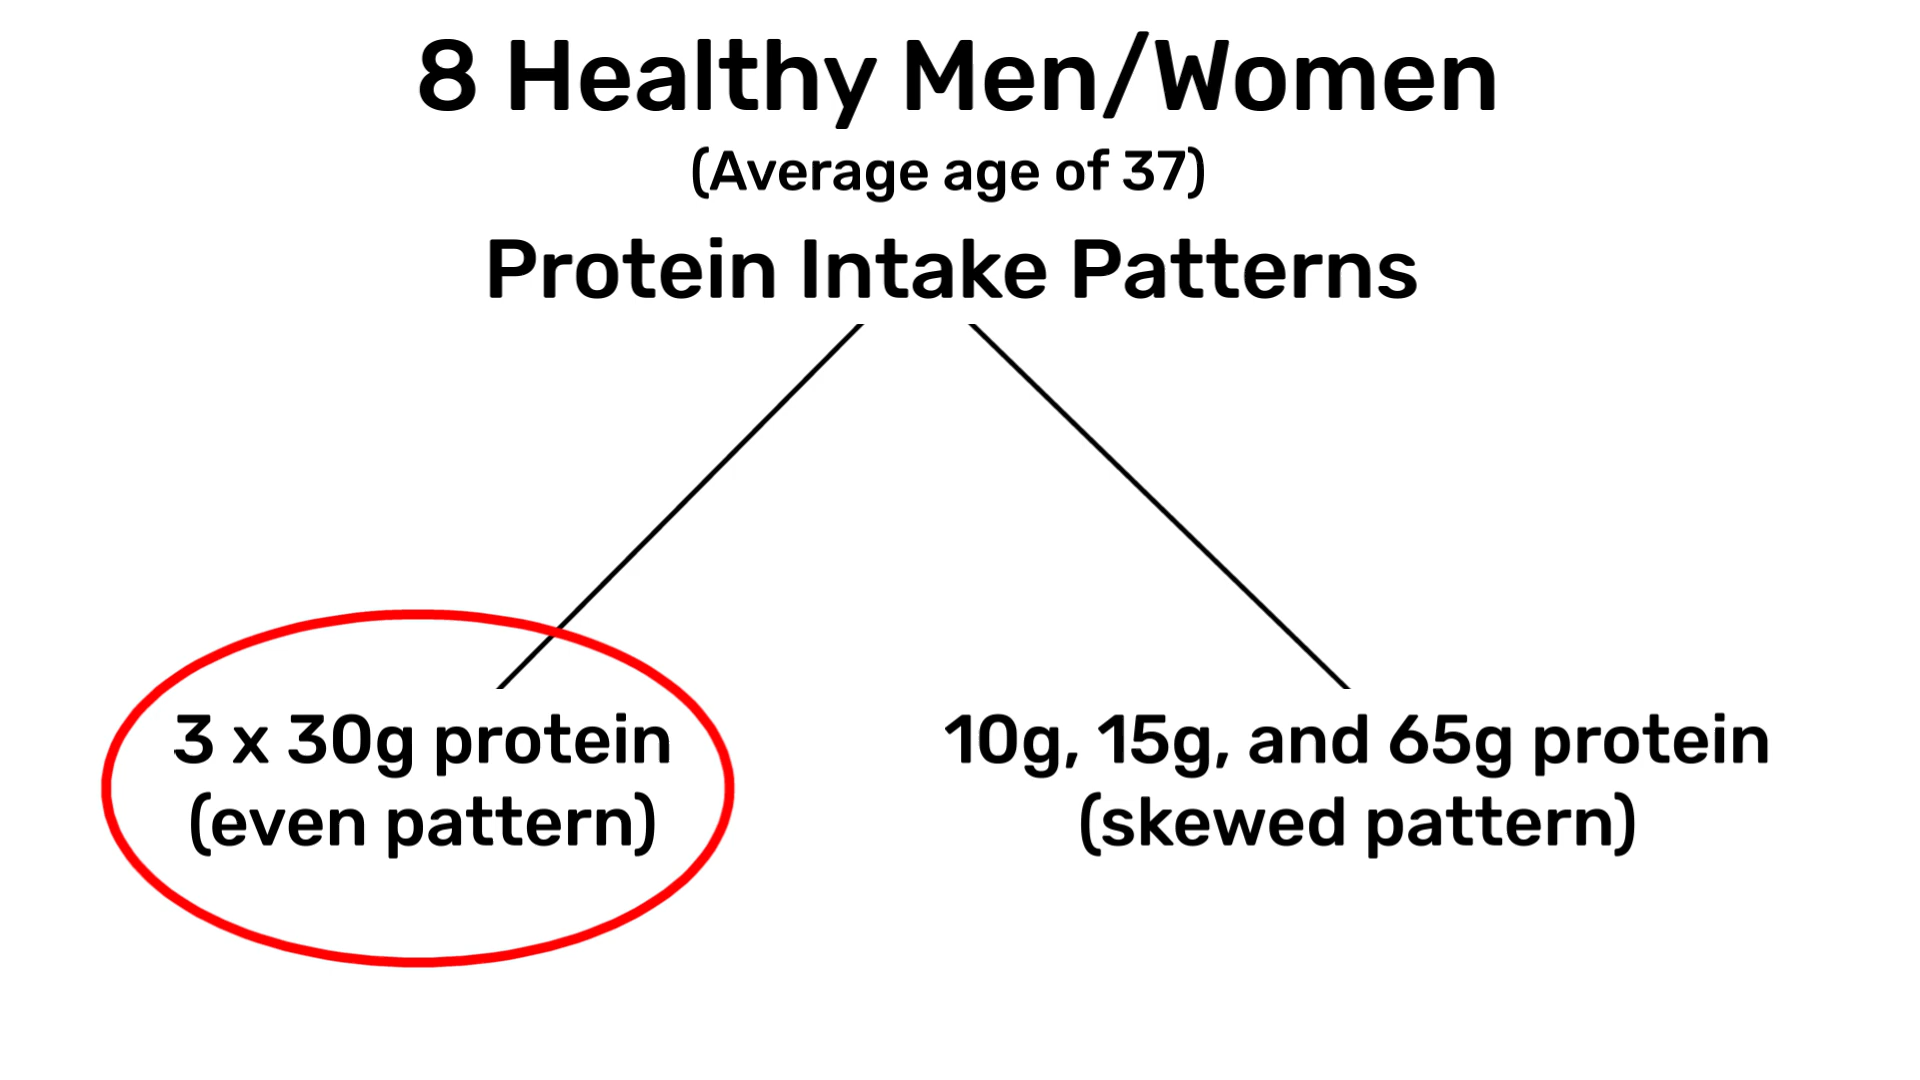 8 Healthy Men/Women
(Average age of 37)
Protein Intake Patterns
3 x 30g protein
(even pattern)
10g, 15g, and 65g protein
(skewed pattern)